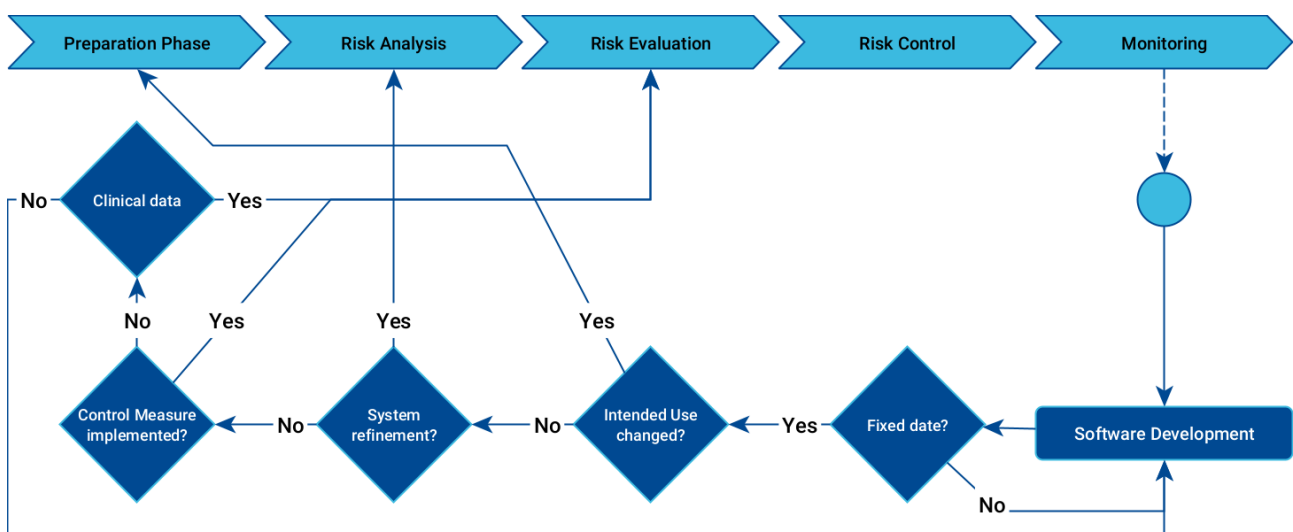 Preparation Phase
Risk Analysis
Risk Evaluation
Risk Control
Monitoring
No
Clinical data
Yes
No
Yes
Yes
Yes
Control Measure
implemented?
No
System
refinement?
No
Intended Use
changed?
Yes
Fixed date?
Software Development
No